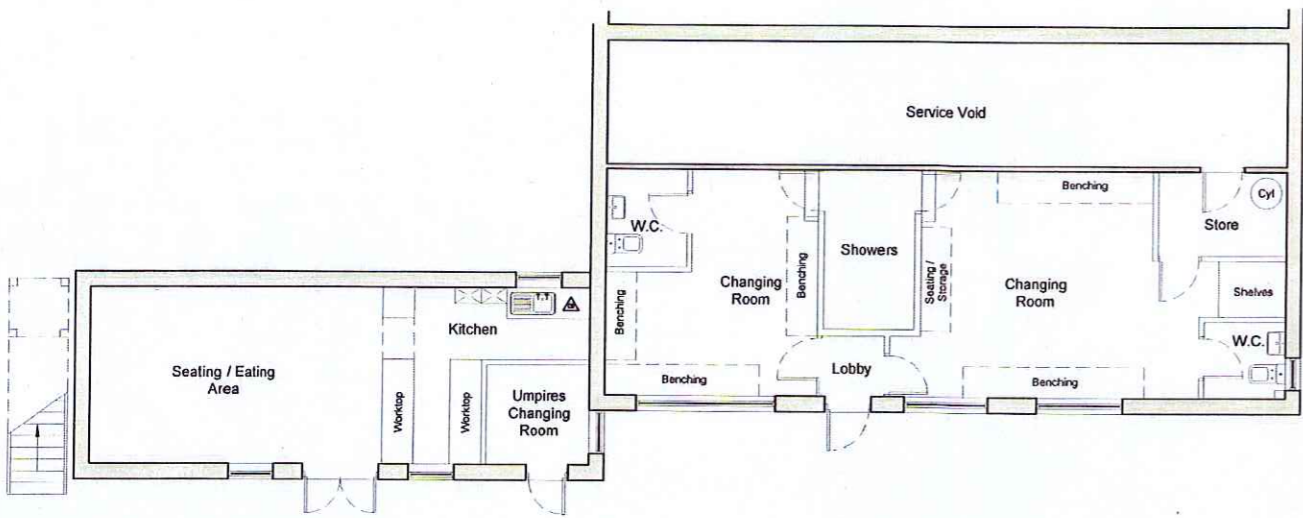 Service Void
Benching
Cyl
W.C.
Store
Showers
Benching
Seating /
Storage
Changing
Room
Changing
Room
Shelves
Benching
Kitchen
W.C.
Seating / Eating
Area
Lobby
Benching
Benching
Worktop
Worktop
Umpires
Changing
Room